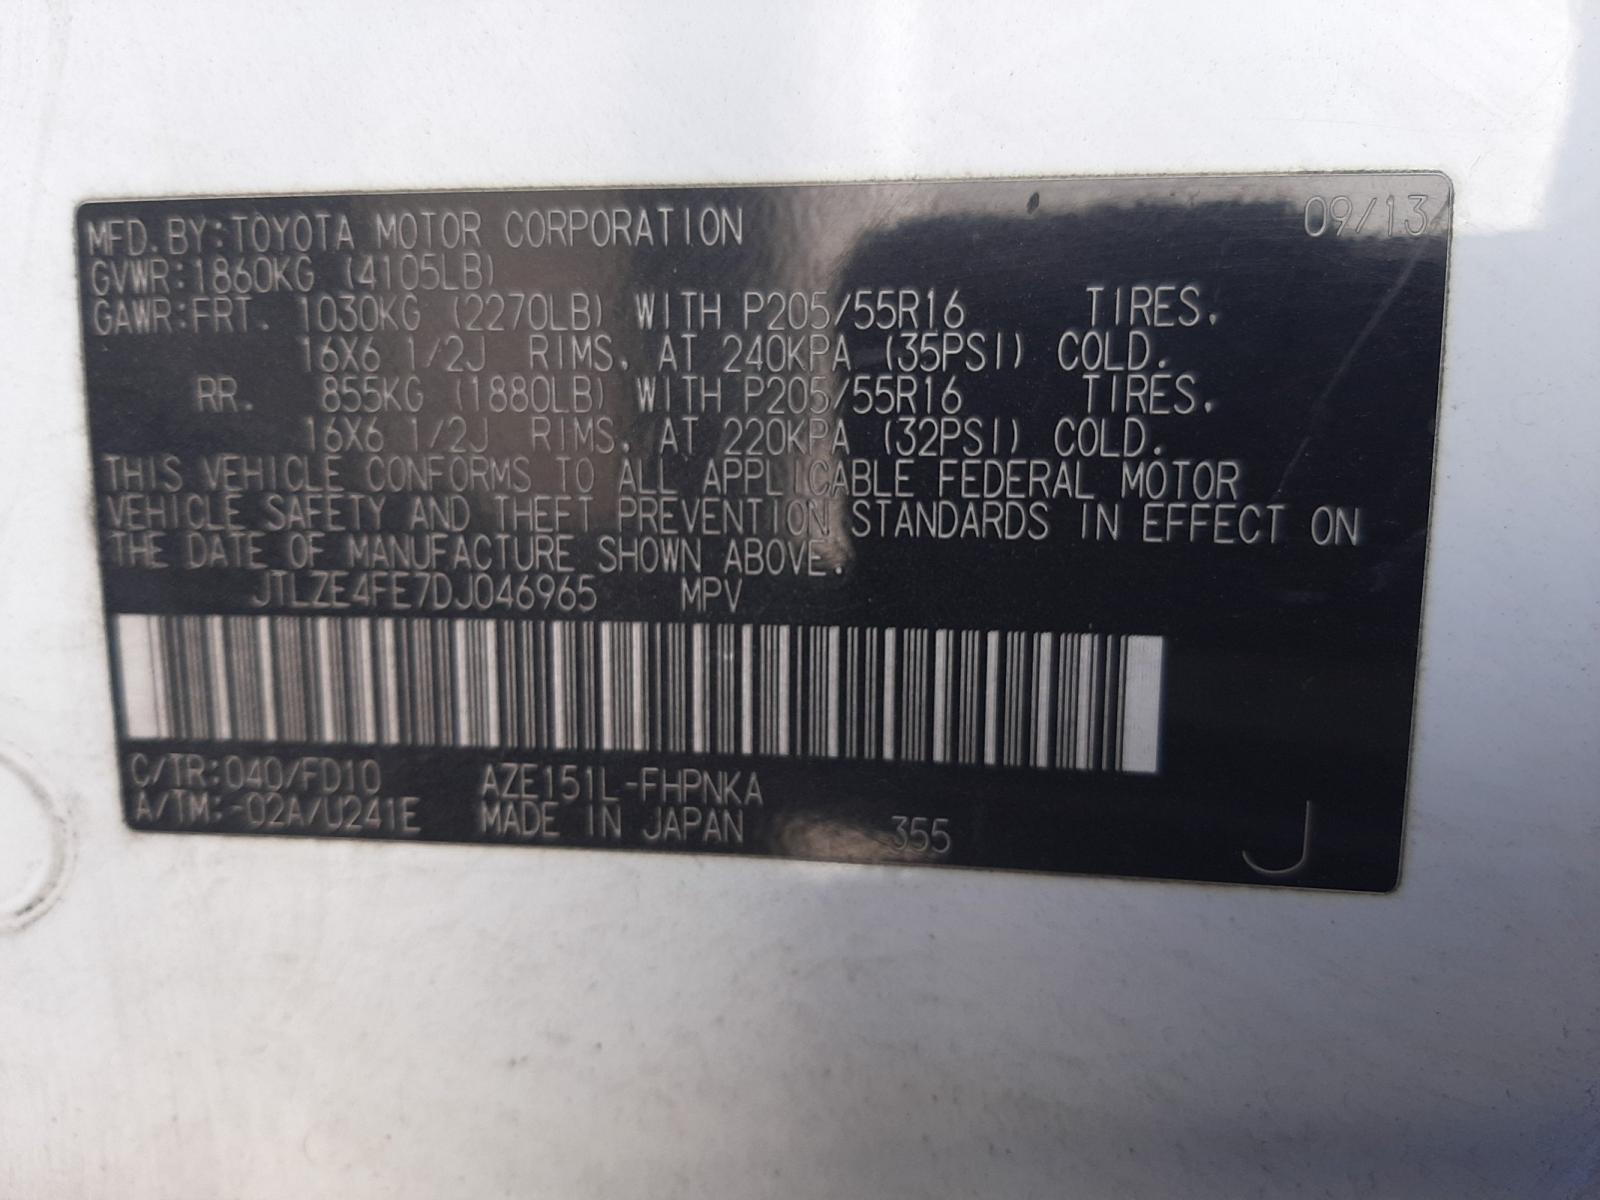 MFD. BY: TOYOTA MOTOR CORPORATION 09/13
GVWR: 1860KG (4105LB)
GAWR: FRT. 1030KG (2270LB) WITH P205/55R16 TIRES.
16X6 1/2J RIMS. AT 240KPA (35PSI) COLD.
RR. 855KG (1880LB) WITH P205/55R16 TIRES.
16X6 1/2J RIMS. AT 220KPA (32PSI) COLD.
THIS VEHICLE CONFORMS TO ALL APPLICABLE FEDERAL MOTOR
VEHICLE SAFETY AND THEFT PREVENTION STANDARDS IN EFFECT ON
THE DATE OF MANUFACTURE SHOWN ABOVE.
JTLZE4FE7DJ046965 MPV
C/TR: 040/FD10 AZE151L-FHPNKA
A/TM: -02A/U241E MADE IN JAPAN 355 J